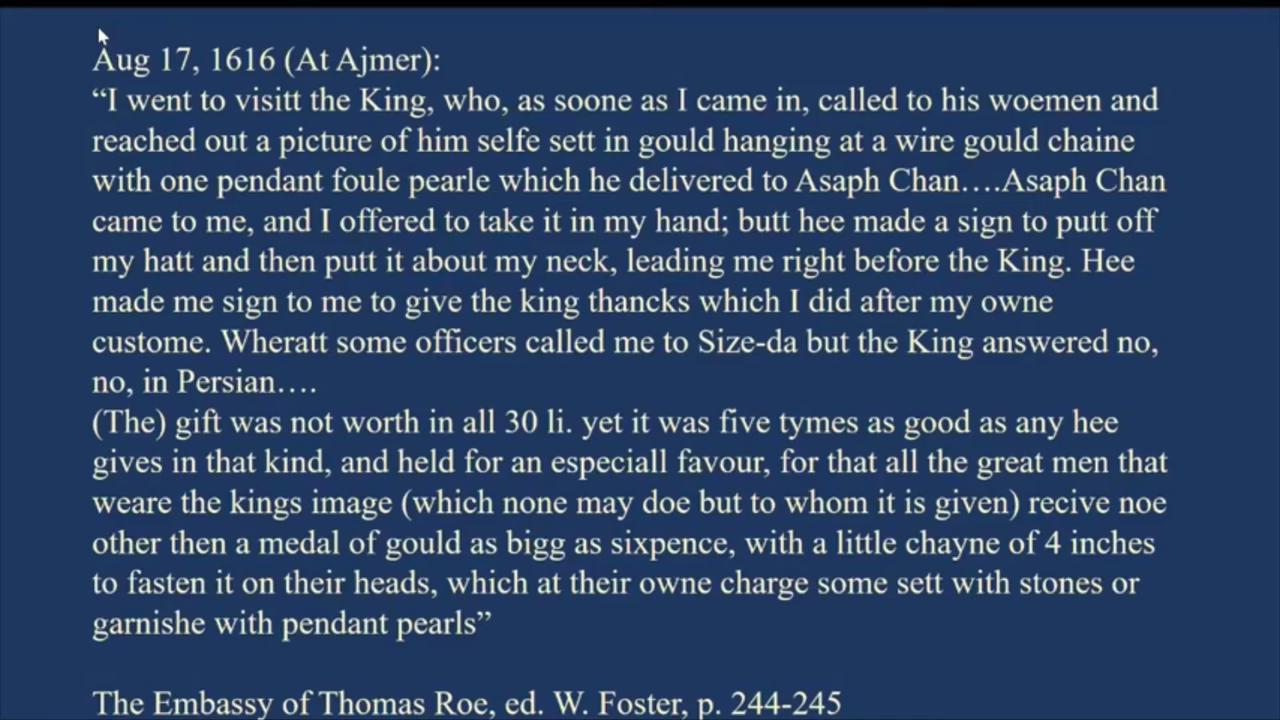 Aug 17, 1616 (At Ajmer):
“I went to visitt the King, who, as soone as I came in, called to his woemen and
reached out a picture of him selfe sett in gould hanging at a wire gould chaine
with one pendant foule pearle which he delivered to Asaph Chan….Asaph Chan
came to me, and I offered to take it in my hand; butt hee made a sign to putt off
my hatt and then putt it about my neck, leading me right before the King. Hee
made me sign to me to give the king thancks which I did after my owne
custome. Wheratt some officers called me to Size-da but the King answered no,
no, in Persian….
(The) gift was not worth in all 30 li. yet it was five tymes as good as any hee
gives in that kind, and held for an especiall favour, for that all the great men that
weare the kings image (which none may doe but to whom it is given) recive noe
other then a medal of gould as bigg as sixpence, with a little chayne of 4 inches
to fasten it on their heads, which at their owne charge some sett with stones or
garnishe with pendant pearls”
The Embassy of Thomas Roe, ed. W. Foster, p. 244-245